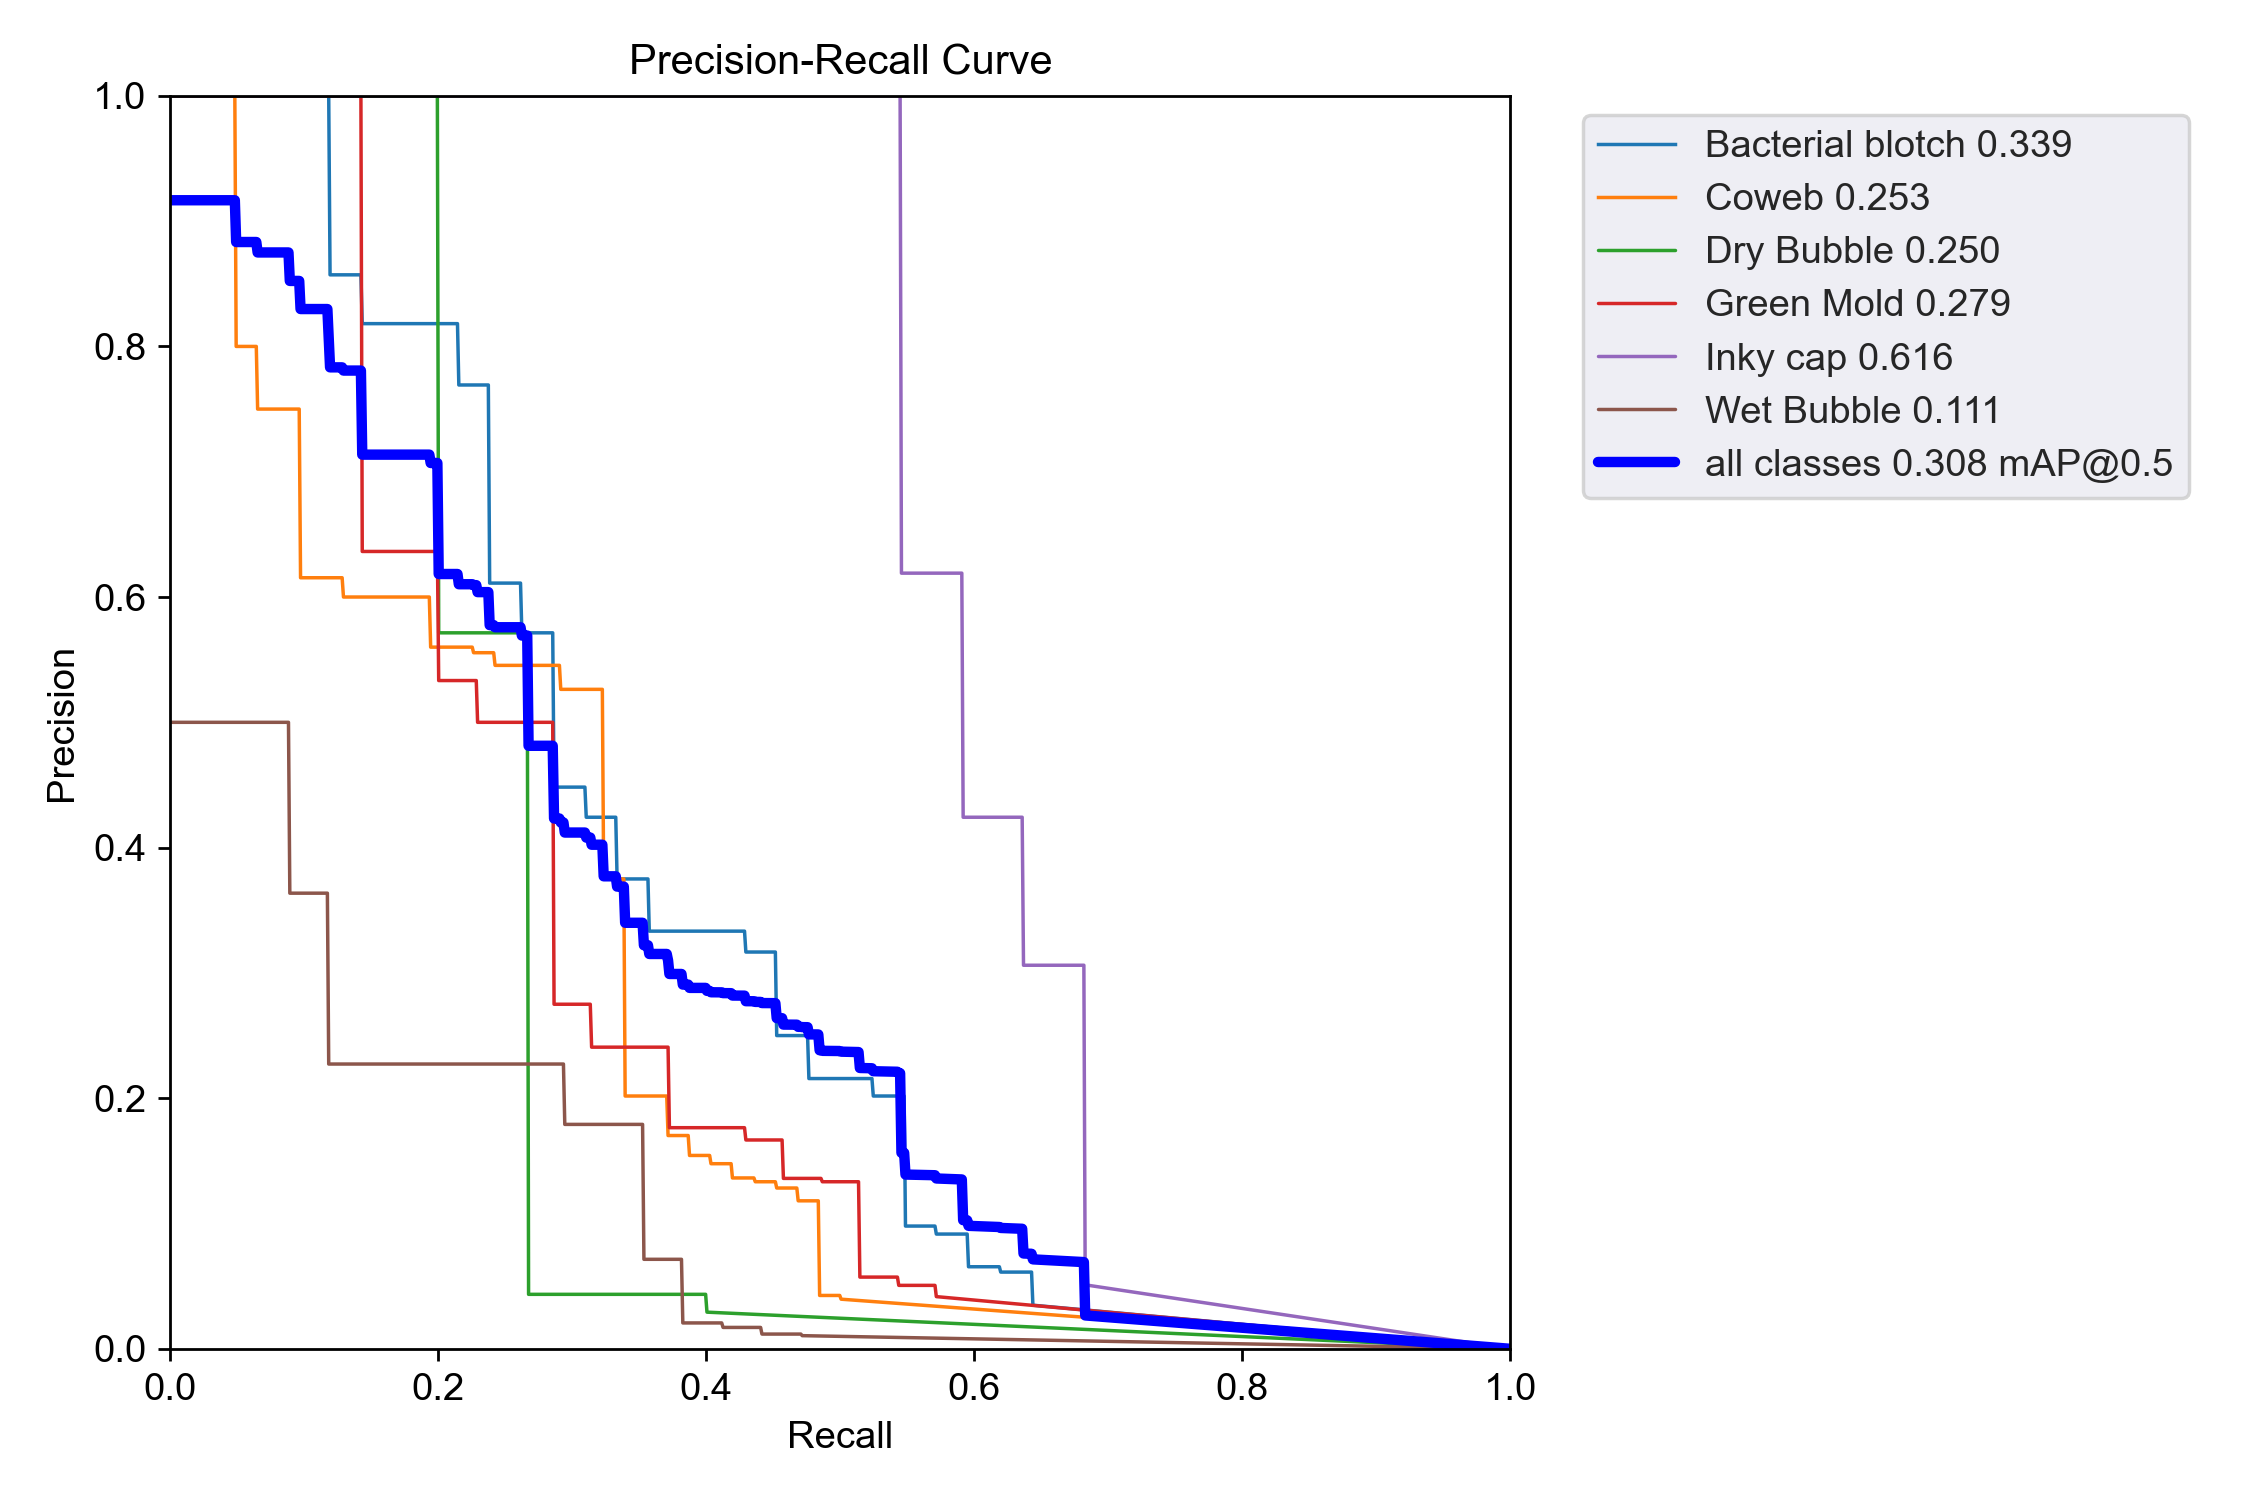 Precision-Recall Curve
1.0
0.8
0.6
0.4
0.2
0.0
Precision
0.0 0.2 0.4 0.6 0.8 1.0
Recall
Bacterial blotch 0.339
Coweb 0.253
Dry Bubble 0.250
Green Mold 0.279
Inky cap 0.616
Wet Bubble 0.111
all classes 0.308 mAP@0.5